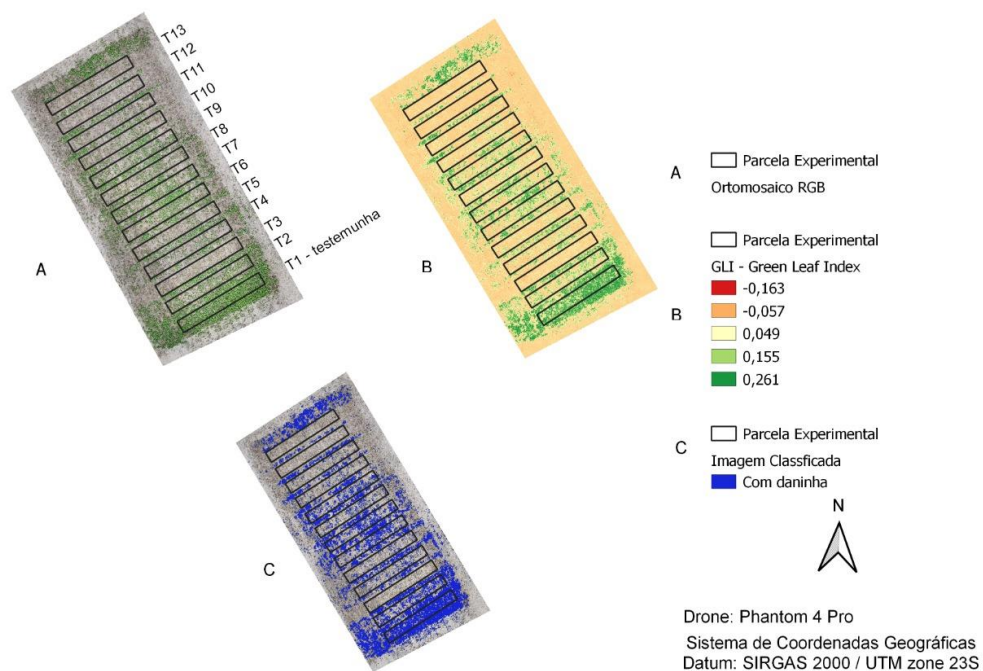 T13
T12
T11
T10
T9
T8
T7
T6
T5
T4
T3
T2
T1 - testemunha
A
B
C
A
Parcela Experimental
Ortomosaico RGB
Parcela Experimental
GLI - Green Leaf Index
-0,163
-0,057
B
0,049
0,155
0,261
Parcela Experimental
C
Imagem Classficada
Com daninha
N
Drone: Phantom 4 Pro
Sistema de Coordenadas Geográficas
Datum: SIRGAS 2000 / UTM zone 23S